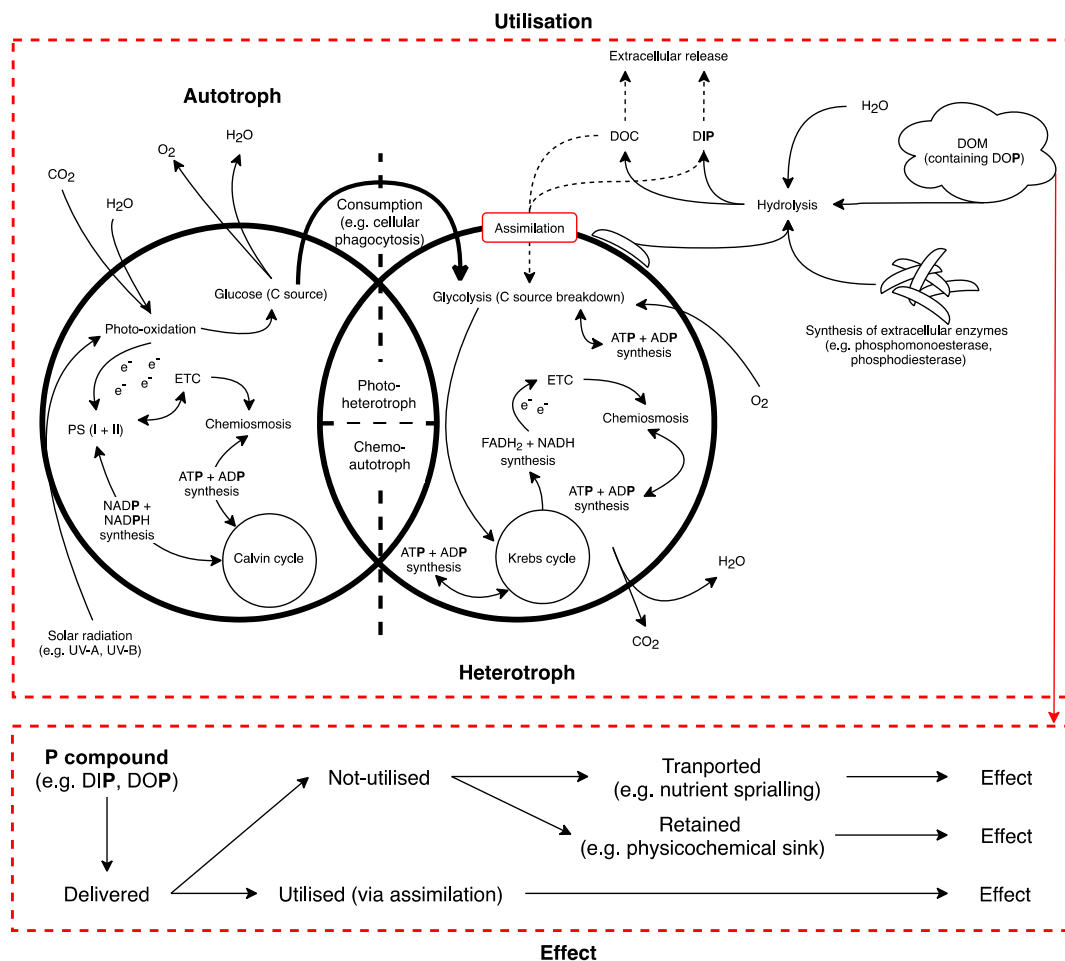 Utilisation
Extracellular release
Autotroph
H2O
H2O
O2
DOC
DIP
DOM
(containing DOP)
CO2
H2O
Consumption
(e.g. cellular
phagocytosis)
Hydrolysis
Assimilation
Glucose (C source)
Glycolysis (C source breakdown)
Photo-oxidation
Synthesis of extracellular enzymes
(e.g. phosphomonoesterase,
phosphodiesterase)
ATP + ADP
synthesis
e- e- e- e-
ETC
Photo-
heterotroph
ETC
e- e-
O2
PS (I + II)
Chemiosmosis
Chemiosmosis
Chemo-
autotroph
FADH2 + NADH
synthesis
ATP + ADP
synthesis
ATP + ADP
synthesis
NADP +
NADPH
synthesis
Calvin cycle
ATP + ADP
synthesis
Krebs cycle
H2O
Solar radiation
(e.g. UV-A, UV-B)
CO2
Heterotroph
P compound
(e.g. DIP, DOP)
Not-utilised
Tranported
(e.g. nutrient sprialling)
Effect
Retained
(e.g. physicochemical sink)
Effect
Delivered
Utilised (via assimilation)
Effect
Effect